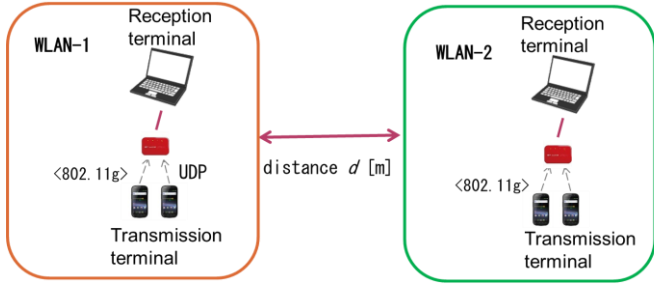 Reception
terminal
WLAN-1
<802.11g>
UDP
Transmission
terminal
distance d [m]
Reception
terminal
WLAN-2
<802.11g>
Transmission
terminal